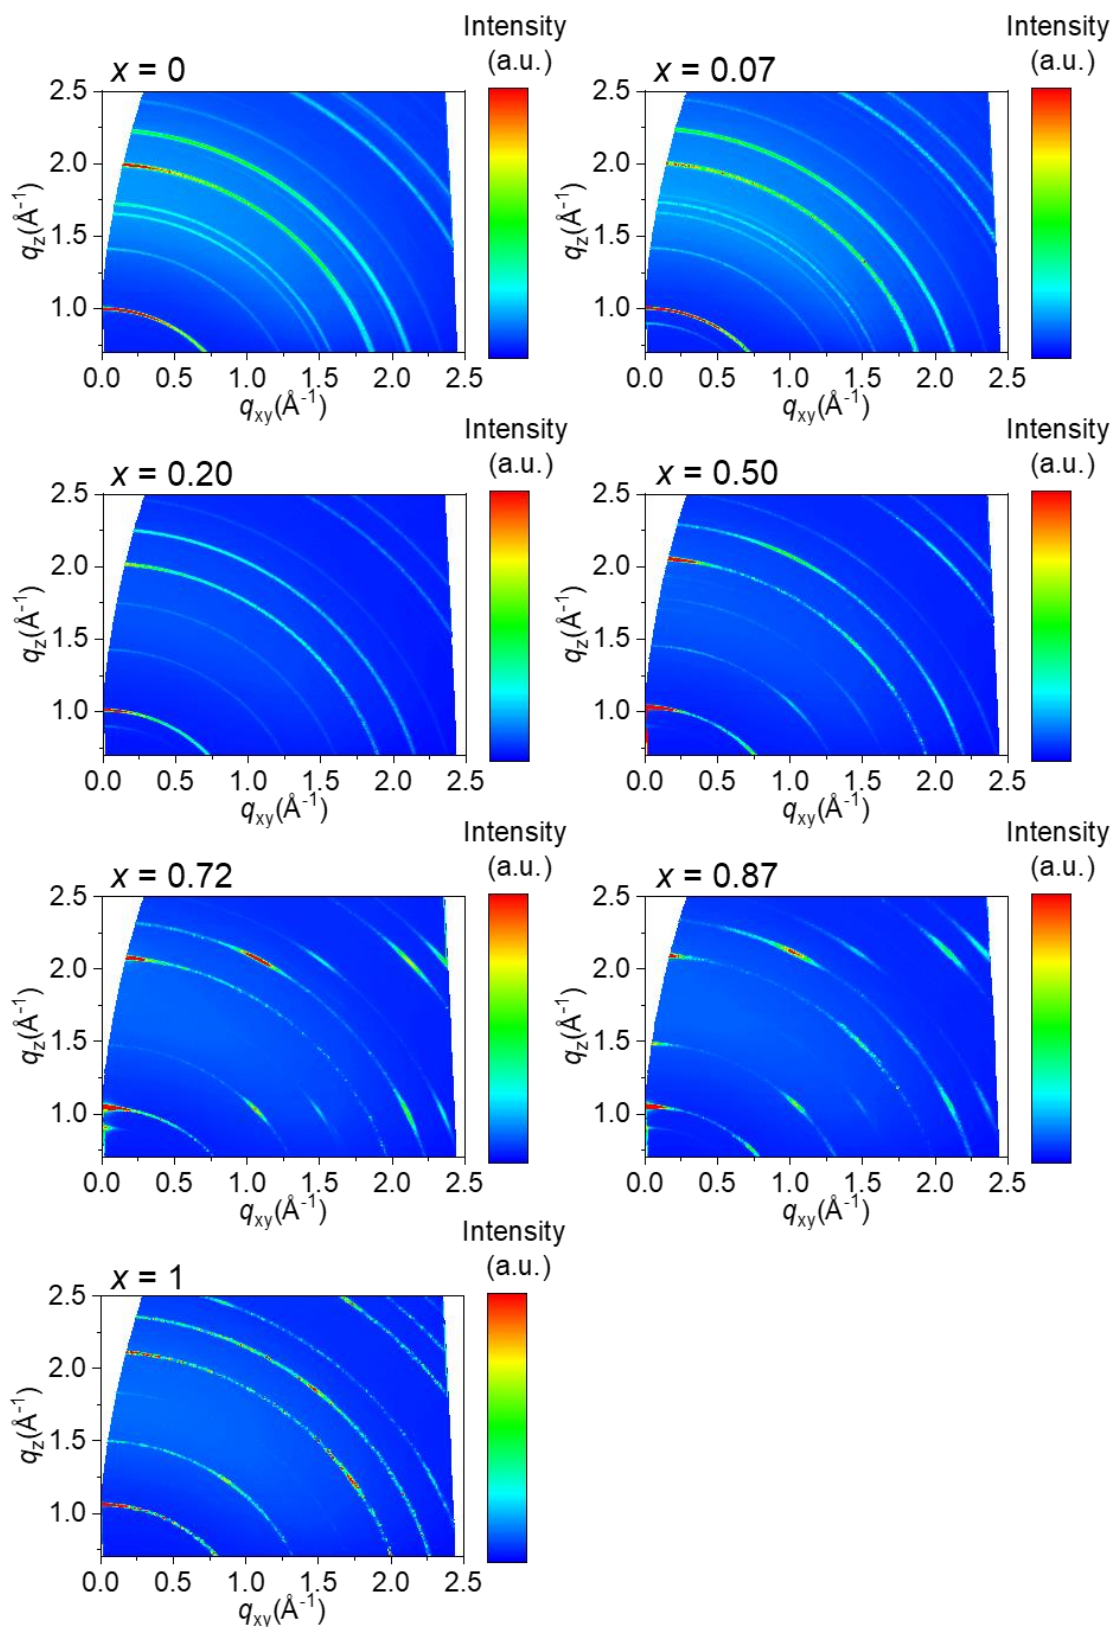 Intensity
(a.u.)
Intensity
(a.u.)
x = 0
x = 0.07
2.5
2.0
1.5
1.0
qz(Å-1)
0.0 0.5 1.0 1.5 2.0 2.5
qxy(Å-1)
2.5
2.0
1.5
1.0
qz(Å-1)
0.0 0.5 1.0 1.5 2.0 2.5
qxy(Å-1)
Intensity
(a.u.)
Intensity
(a.u.)
x = 0.20
x = 0.50
2.5
2.0
1.5
1.0
qz(Å-1)
0.0 0.5 1.0 1.5 2.0 2.5
qxy(Å-1)
2.5
2.0
1.5
1.0
qz(Å-1)
0.0 0.5 1.0 1.5 2.0 2.5
qxy(Å-1)
Intensity
(a.u.)
Intensity
(a.u.)
x = 0.72
x = 0.87
2.5
2.0
1.5
1.0
qz(Å-1)
0.0 0.5 1.0 1.5 2.0 2.5
qxy(Å-1)
2.5
2.0
1.5
1.0
qz(Å-1)
0.0 0.5 1.0 1.5 2.0 2.5
qxy(Å-1)
Intensity
(a.u.)
x = 1
2.5
2.0
1.5
1.0
qz(Å-1)
0.0 0.5 1.0 1.5 2.0 2.5
qxy(Å-1)